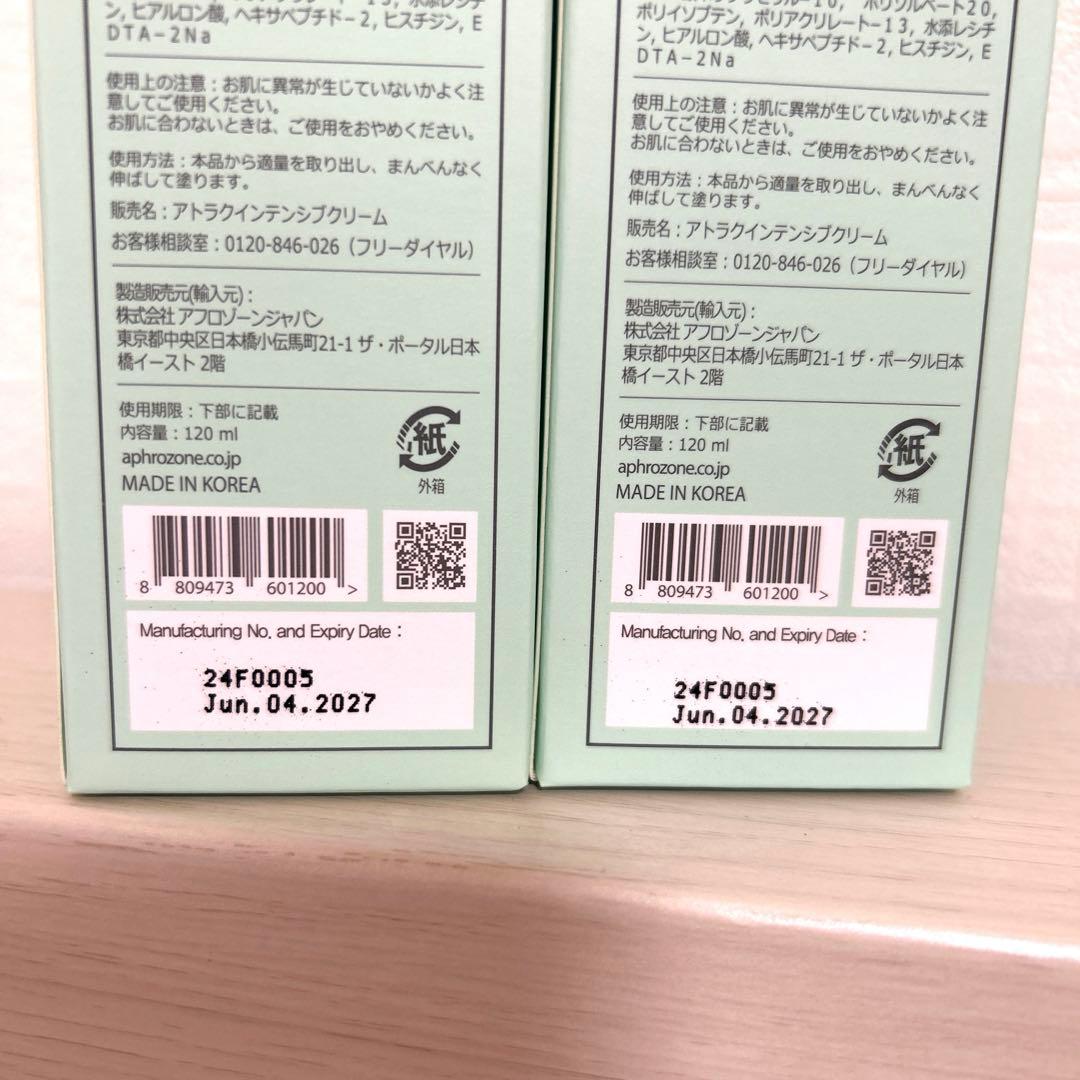 ン, ヒアルロン酸, ヘキサペプチド-2, ヒスチジン, E
DTA-2Na
使用上の注意：お肌に異常が生じていないかよく注
意してご使用ください。
お肌に合わないときは、ご使用をおやめください。
使用方法：本品から適量を取り出し、まんべんなく
伸ばして塗ります。
販売名：アトラクインテンシブクリーム
お客様相談室：0120-846-026（フリーダイヤル）
製造販売元(輸入元)：
株式会社 アフロゾーンジャパン
東京都中央区日本橋小伝馬町21-1 ザ・ポータル日本
橋イースト 2階
使用期限：下部に記載
内容量：120 ml
aphrozone.co.jp
MADE IN KOREA
紙
外箱
8 809473 601200 >
Manufacturing No. and Expiry Date :
24F0005
Jun.04.2027
ポリソルベート20,
ポリイソプテン, ポリアクリレート-13, 水添レシチ
ン, ヒアルロン酸, ヘキサペプチド-2, ヒスチジン, E
DTA-2Na
使用上の注意：お肌に異常が生じていないかよく注
意してご使用ください。
お肌に合わないときは、ご使用をおやめください。
使用方法：本品から適量を取り出し、まんべんなく
伸ばして塗ります。
販売名：アトラクインテンシブクリーム
お客様相談室：0120-846-026（フリーダイヤル）
製造販売元(輸入元)：
株式会社 アフロゾーンジャパン
東京都中央区日本橋小伝馬町21-1 ザ・ポータル日本
橋イースト 2階
使用期限：下部に記載
内容量：120 ml
aphrozone.co.jp
MADE IN KOREA
紙
外箱
8 809473 601200 >
Manufacturing No. and Expiry Date :
24F0005
Jun.04.2027